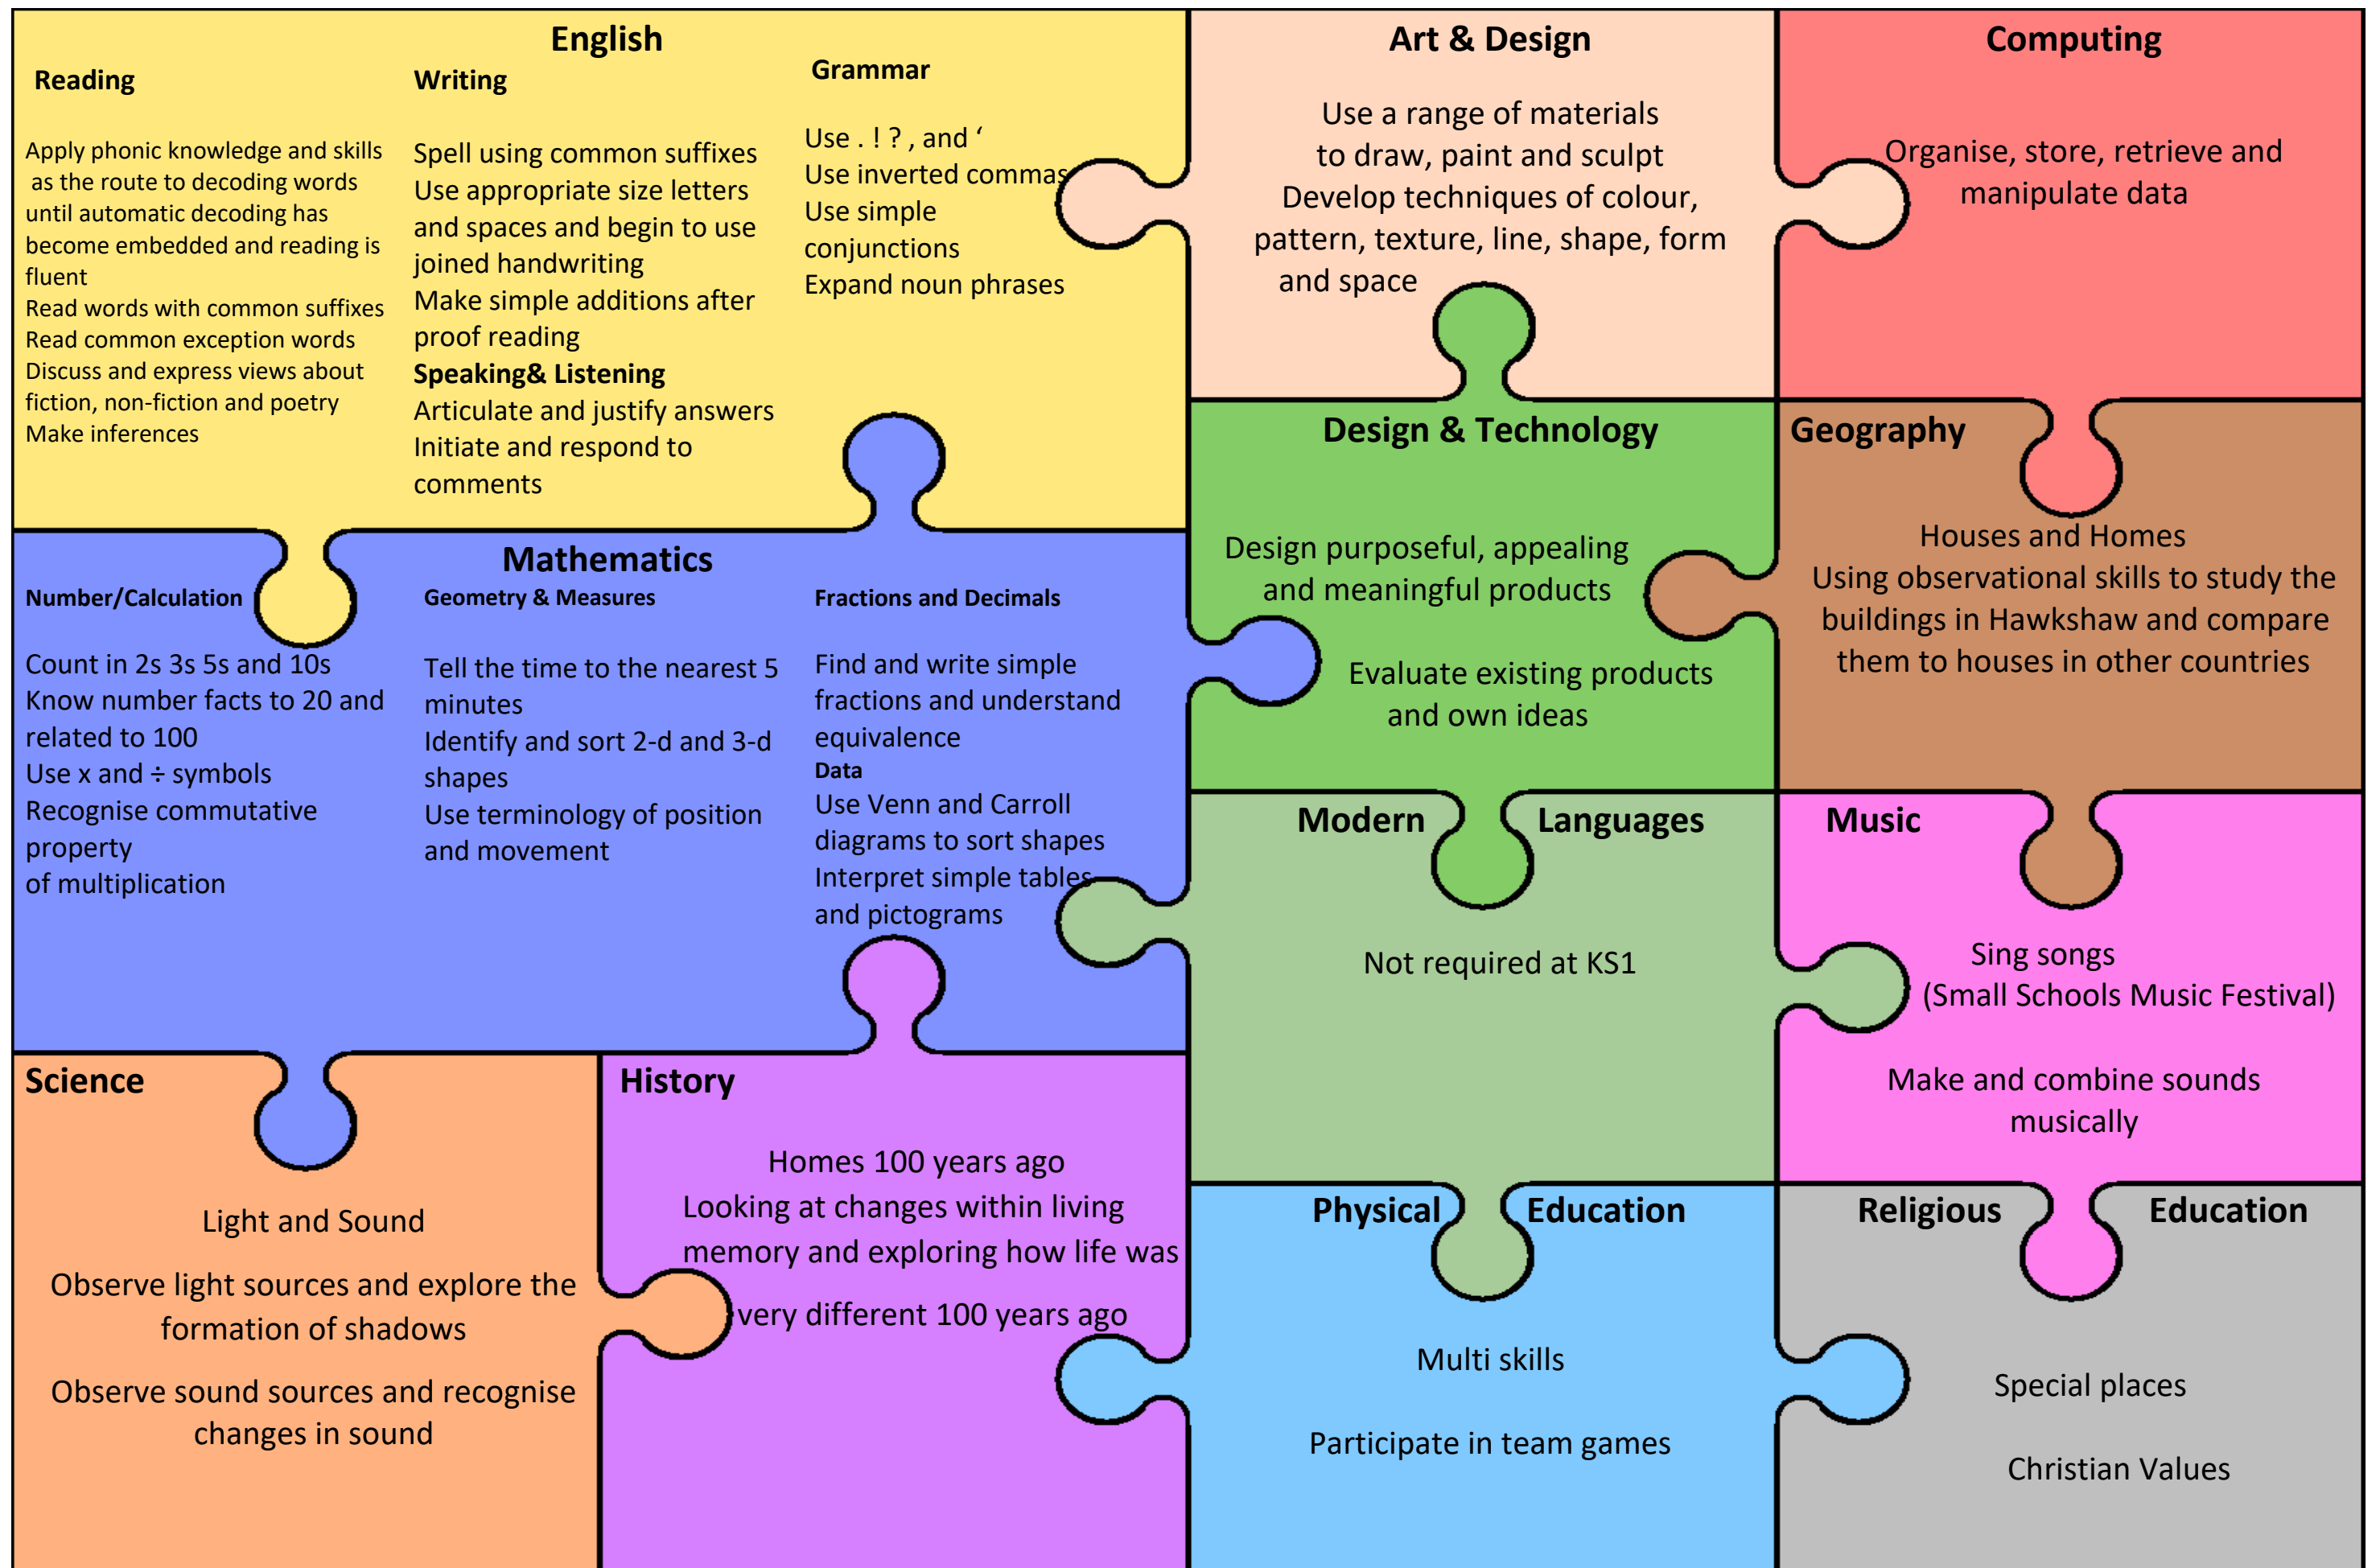 English
Reading
Apply phonic knowledge and skills
as the route to decoding words
until automatic decoding has
become embedded and reading is
fluent
Read words with common suffixes
Read common exception words
Discuss and express views about
fiction, non-fiction and poetry
Make inferences
Writing
Spell using common suffixes
Use appropriate size letters
and spaces and begin to use
joined handwriting
Make simple additions after
proof reading
Speaking& Listening
Articulate and justify answers
Initiate and respond to
comments
Grammar
Use . ! ? , and ‘
Use inverted commas
Use simple
conjunctions
Expand noun phrases
Art & Design
Use a range of materials
to draw, paint and sculpt
Develop techniques of colour,
pattern, texture, line, shape, form
and space
Computing
Organise, store, retrieve and
manipulate data
Mathematics
Number/Calculation
Count in 2s 3s 5s and 10s
Know number facts to 20 and
related to 100
Use x and ÷ symbols
Recognise commutative
property
of multiplication
Geometry & Measures
Tell the time to the nearest 5
minutes
Identify and sort 2-d and 3-d
shapes
Use terminology of position
and movement
Fractions and Decimals
Find and write simple
fractions and understand
equivalence
Data
Use Venn and Carroll
diagrams to sort shapes
Interpret simple tables
and pictograms
Design & Technology
Design purposeful, appealing
and meaningful products
Evaluate existing products
and own ideas
Geography
Houses and Homes
Using observational skills to study the
buildings in Hawkshaw and compare
them to houses in other countries
Modern Languages
Not required at KS1
Music
Sing songs
(Small Schools Music Festival)
Make and combine sounds
musically
Science
Light and Sound
Observe light sources and explore the
formation of shadows
Observe sound sources and recognise
changes in sound
History
Homes 100 years ago
Looking at changes within living
memory and exploring how life was
very different 100 years ago
Physical Education
Multi skills
Participate in team games
Religious Education
Special places
Christian Values